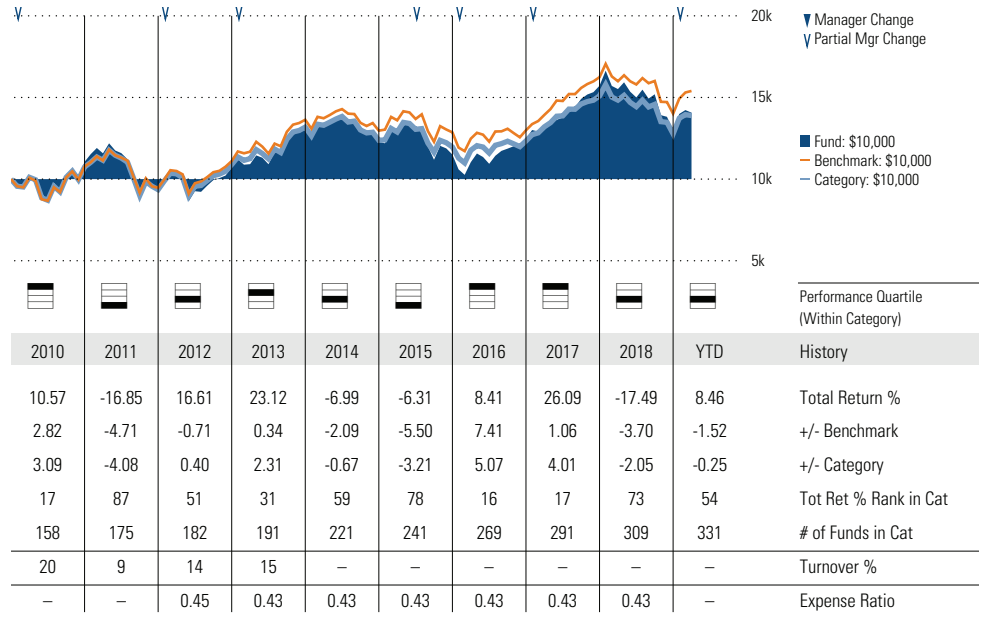 20k
Manager Change
Partial Mgr Change
15k
Fund: $10,000
Benchmark: $10,000
Category: $10,000
10k
5k
Performance Quartile
(Within Category)
2010 2011 2012 2013 2014 2015 2016 2017 2018 YTD History
10.57 -16.85 16.61 23.12 -6.99 -6.31 8.41 26.09 -17.49 8.46 Total Return %
2.82 -4.71 -0.71 0.34 -2.09 -5.50 7.41 1.06 -3.70 -1.52 +/- Benchmark
3.09 -4.08 0.40 2.31 -0.67 -3.21 5.07 4.01 -2.05 -0.25 +/- Category
17 87 51 31 59 78 16 17 73 54 Tot Ret % Rank in Cat
158 175 182 191 221 241 269 291 309 331 # of Funds in Cat
20 9 14 15 – – – – – – Turnover %
– – 0.45 0.43 0.43 0.43 0.43 0.43 0.43 – Expense Ratio